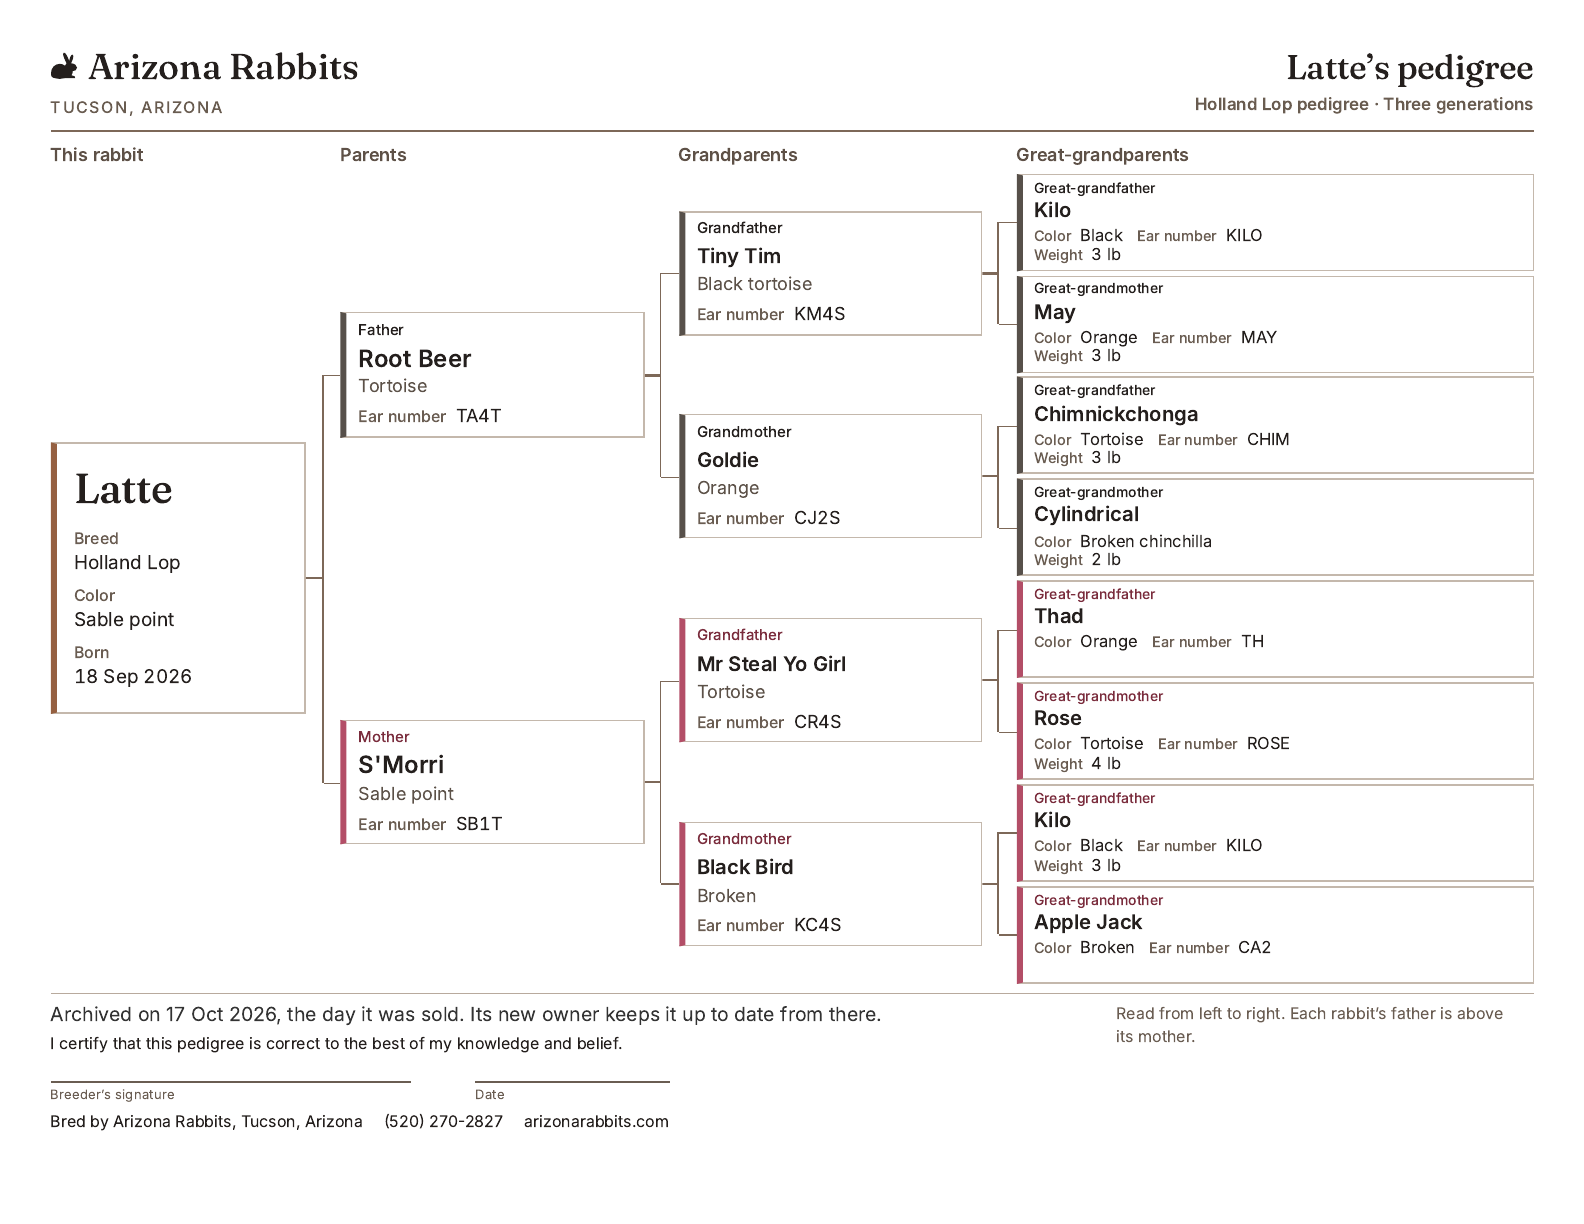 Arizona Rabbits
TUCSON, ARIZONA
Latte’s pedigree
Holland Lop pedigree · Three generations
This rabbit
Parents
Grandparents
Great-grandparents
Latte
Breed
Holland Lop
Color
Sable point
Born
18 Sep 2026
Father
Root Beer
Tortoise
Ear number TA4T
Mother
S'Morri
Sable point
Ear number SB1T
Grandfather
Tiny Tim
Black tortoise
Ear number KM4S
Grandmother
Goldie
Orange
Ear number CJ2S
Grandfather
Mr Steal Yo Girl
Tortoise
Ear number CR4S
Grandmother
Black Bird
Broken
Ear number KC4S
Great-grandfather
Kilo
Color Black Ear number KILO
Weight 3 lb
Great-grandmother
May
Color Orange Ear number MAY
Weight 3 lb
Great-grandfather
Chimnickchonga
Color Tortoise Ear number CHIM
Weight 3 lb
Great-grandmother
Cylindrical
Color Broken chinchilla
Weight 2 lb
Great-grandfather
Thad
Color Orange Ear number TH
Great-grandmother
Rose
Color Tortoise Ear number ROSE
Weight 4 lb
Great-grandfather
Kilo
Color Black Ear number KILO
Weight 3 lb
Great-grandmother
Apple Jack
Color Broken Ear number CA2
Archived on 17 Oct 2026, the day it was sold. Its new owner keeps it up to date from there.
I certify that this pedigree is correct to the best of my knowledge and belief.
Read from left to right. Each rabbit’s father is above
its mother.
Breeder’s signature
Date
Bred by Arizona Rabbits, Tucson, Arizona (520) 270-2827 arizonarabbits.com